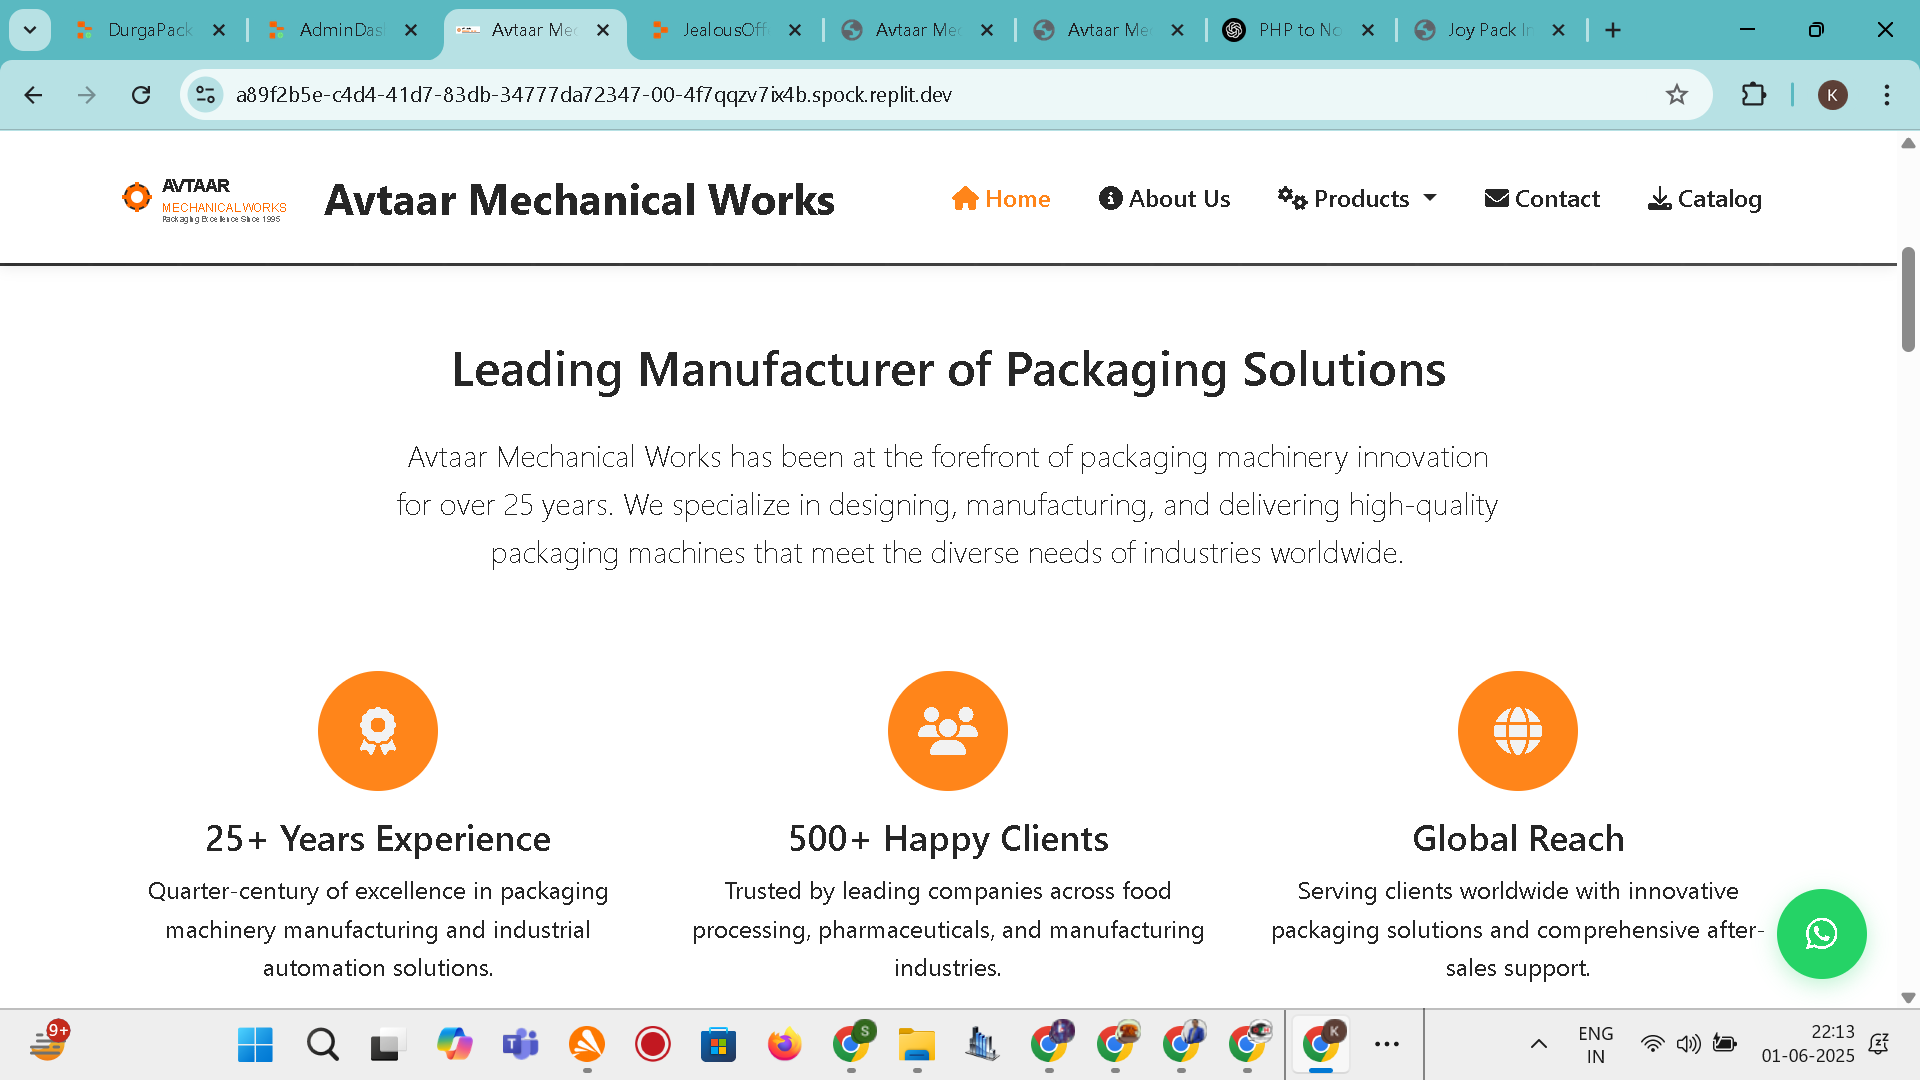 DurgaPack
AdminDas
Avtaar Mec
JealousOff
Avtaar Mec
Avtaar Me
PHP to No
Joy Pack In
a89f2b5e-c4d4-41d7-83db-34777da72347-00-4f7qqzv7ix4b.spock.replit.dev
K
AVTAAR
MECHANICAL WORKS
Packaging Excellence Since 1995
Avtaar Mechanical Works
Home
About Us
Products
Contact
Catalog
Leading Manufacturer of Packaging Solutions
Avtaar Mechanical Works has been at the forefront of packaging machinery innovation
for over 25 years. We specialize in designing, manufacturing, and delivering high-quality
packaging machines that meet the diverse needs of industries worldwide.
25+ Years Experience
Quarter-century of excellence in packaging
machinery manufacturing and industrial
automation solutions.
500+ Happy Clients
Trusted by leading companies across food
processing, pharmaceuticals, and manufacturing
industries.
Global Reach
Serving clients worldwide with innovative
packaging solutions and comprehensive after-
sales support.
9+
S
K
ENG
IN
22:13
01-06-2025